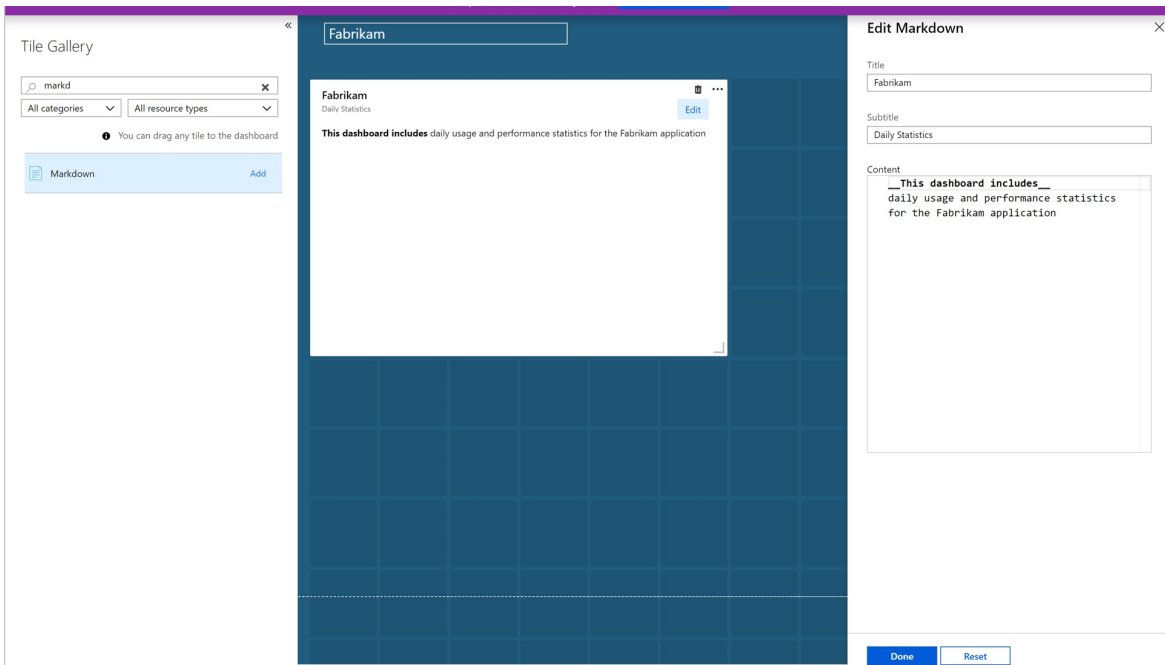 Tile Gallery
«
markd
All categories
All resource types
You can drag any tile to the dashboard
Markdown
Add
Fabrikam
Fabrikam
Daily Statistics
Edit
This dashboard includes daily usage and performance statistics for the Fabrikam application
Edit Markdown
Title
Fabrikam
Subtitle
Daily Statistics
Content
__This dashboard includes__
daily usage and performance statistics
for the Fabrikam application
Done
Reset